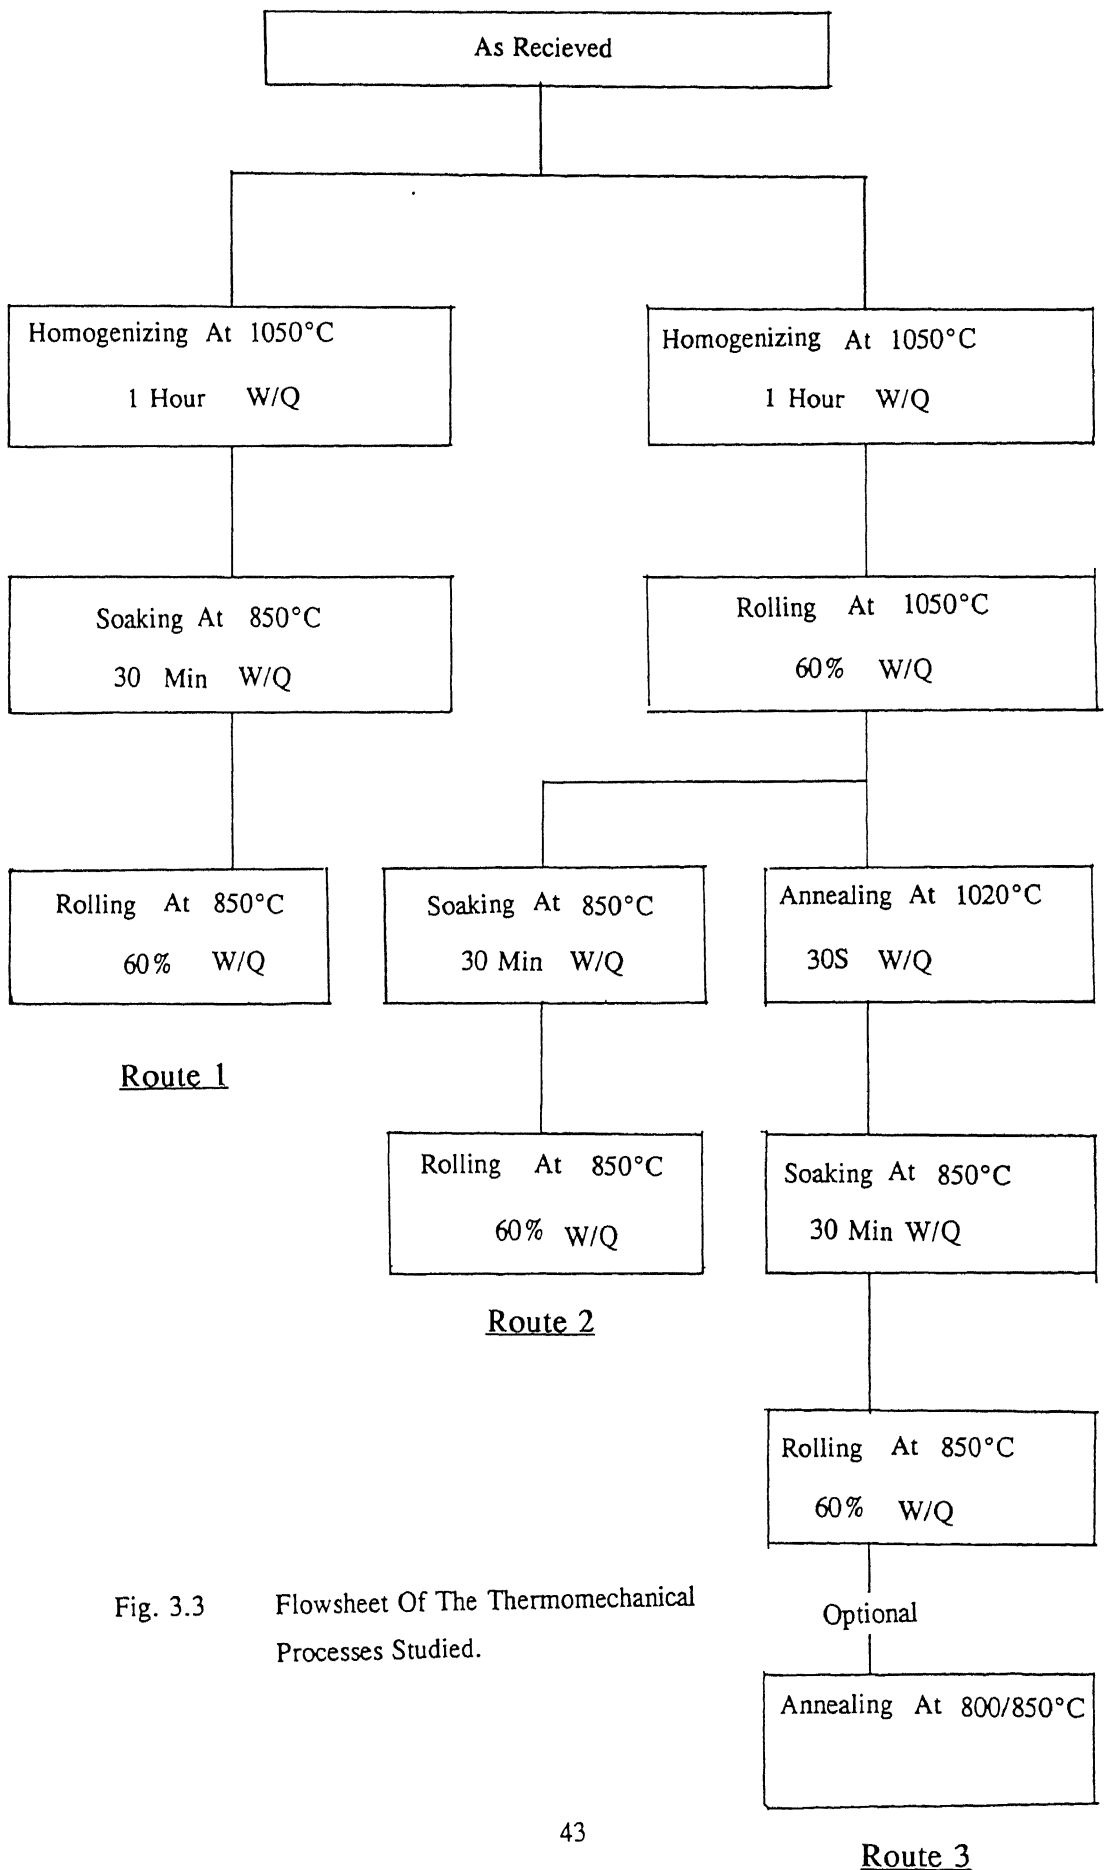 As Recieved
Homogenizing At 1050°C
1 Hour W/Q
Homogenizing At 1050°C
1 Hour W/Q
Soaking At 850°C
30 Min W/Q
Rolling At 1050°C
60% W/Q
Rolling At 850°C
60% W/Q
Route 1
Soaking At 850°C
30 Min W/Q
Annealing At 1020°C
30S W/Q
Rolling At 850°C
60% W/Q
Route 2
Soaking At 850°C
30 Min W/Q
Rolling At 850°C
60% W/Q
Optional
Annealing At 800/850°C
Route 3
Fig. 3.3 Flowsheet Of The Thermomechanical
Processes Studied.
43